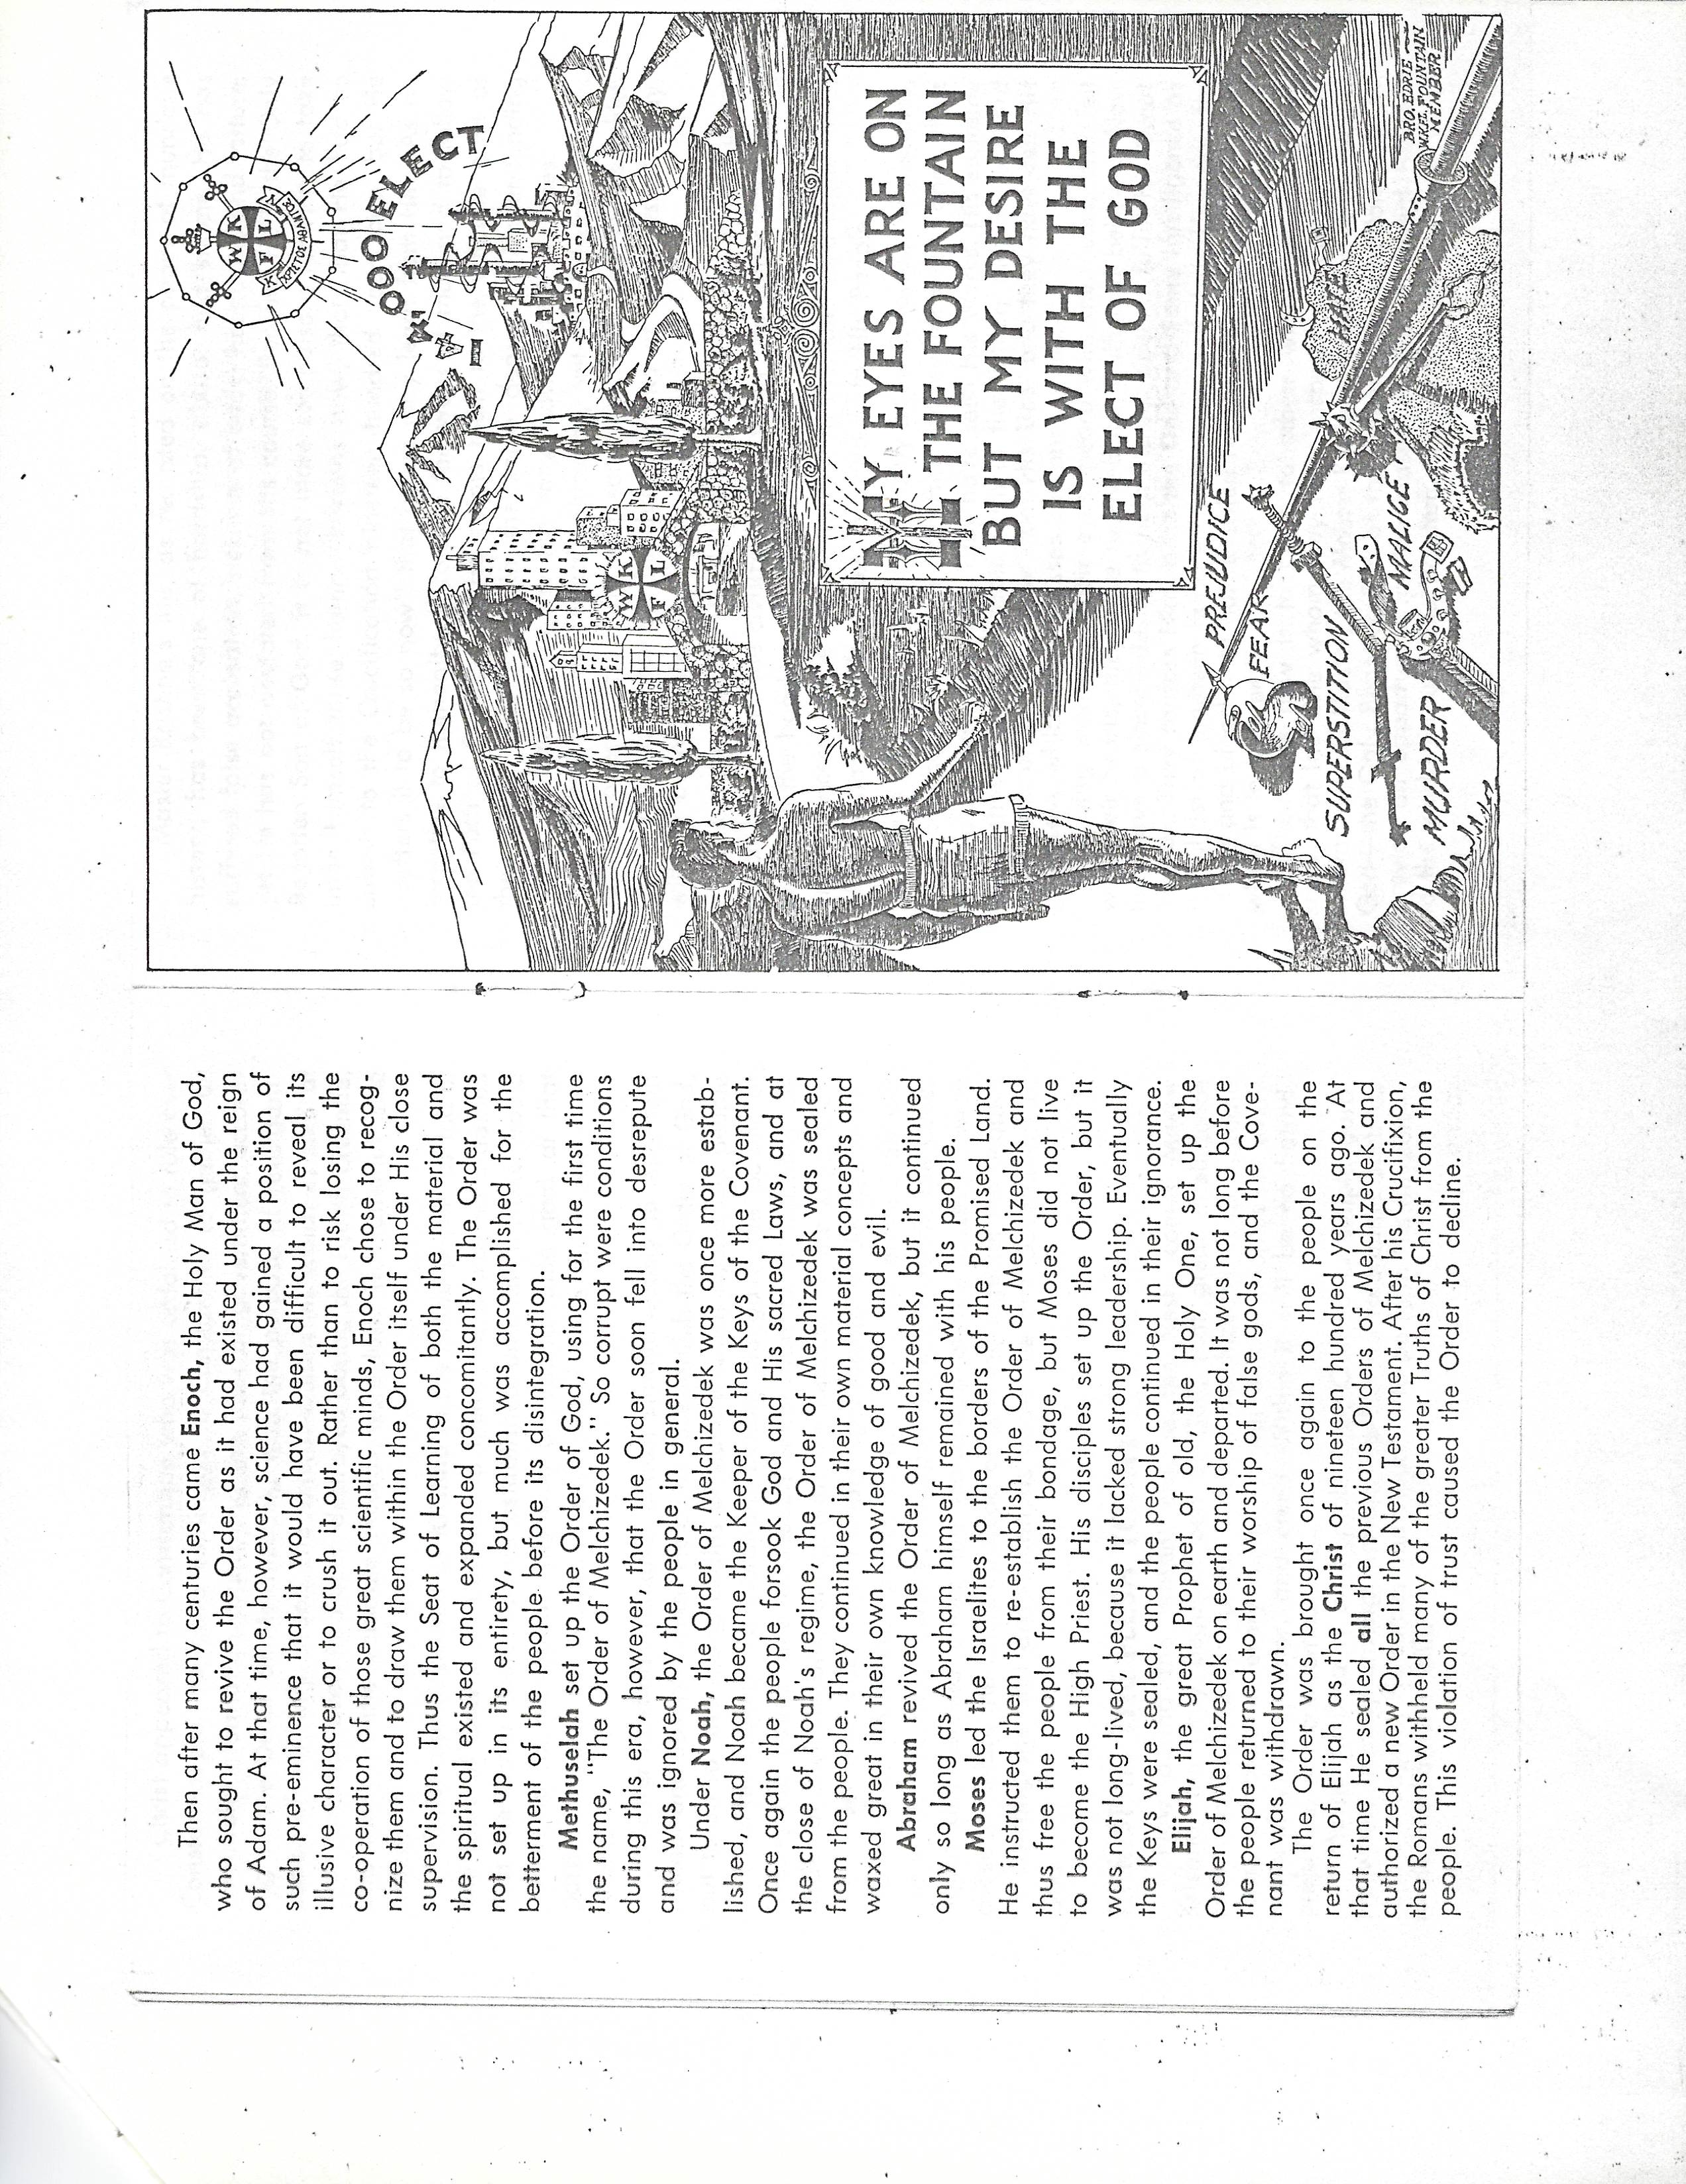 Then after many centuries came Enoch, the Holy Man of God,
who sought to revive the Order as it had existed under the reign
of Adam. At that time, however, science had gained a position of
such pre-eminence that it would have been difficult to reveal its
illusive character or to crush it out. Rather than to risk losing the
co-operation of those great scientific minds, Enoch chose to recog-
nize them and to draw them within the Order itself under His close
supervision. Thus the Seat of Learning of both the material and
the spiritual existed and expanded concomitantly. The Order was
not set up in its entirety, but much was accomplished for the
betterment of the people before its disintegration.
Methuselah set up the Order of God, using for the first time
the name, "The Order of Melchizedek." So corrupt were conditions
during this era, however, that the Order soon fell into desrepute
and was ignored by the people in general.
Under Noah, the Order of Melchizedek was once more estab-
lished, and Noah became the Keeper of the Keys of the Covenant.
Once again the people forsook God and His sacred Laws, and at
the close of Noah's regime, the Order of Melchizedek was sealed
from the people. They continued in their own material concepts and
waxed great in their own knowledge of good and evil.
Abraham revived the Order of Melchizedek, but it continued
only so long as Abraham himself remained with his people.
Moses led the Israelites to the borders of the Promised Land.
He instructed them to re-establish the Order of Melchizedek and
thus free the people from their bondage, but Moses did not live
to become the High Priest. His disciples set up the Order, but it
was not long-lived, because it lacked strong leadership. Eventually
the Keys were sealed, and the people continued in their ignorance.
Elijah, the great Prophet of old, the Holy One, set up the
Order of Melchizedek on earth and departed. It was not long before
the people returned to their worship of false gods, and the Cove-
nant was withdrawn.
The Order was brought once again to the people on the
return of Elijah as the Christ of nineteen hundred years ago. At
that time He sealed all the previous Orders of Melchizedek and
authorized a new Order in the New Testament. After his Crucifixion,
the Romans withheld many of the greater Truths of Christ from the
people. This violation of trust caused the Order to decline.
W K
F L
144,000 ELECT
W K
F L
MY EYES ARE ON
THE FOUNTAIN
BUT MY DESIRE
IS WITH THE
ELECT OF GOD
PREJUDICE
FEAR
SUPERSTITION
HATE
MALICE
MURDER
BRO. EDRIE
W.K.F.L. FOUNTAIN
MEMBER